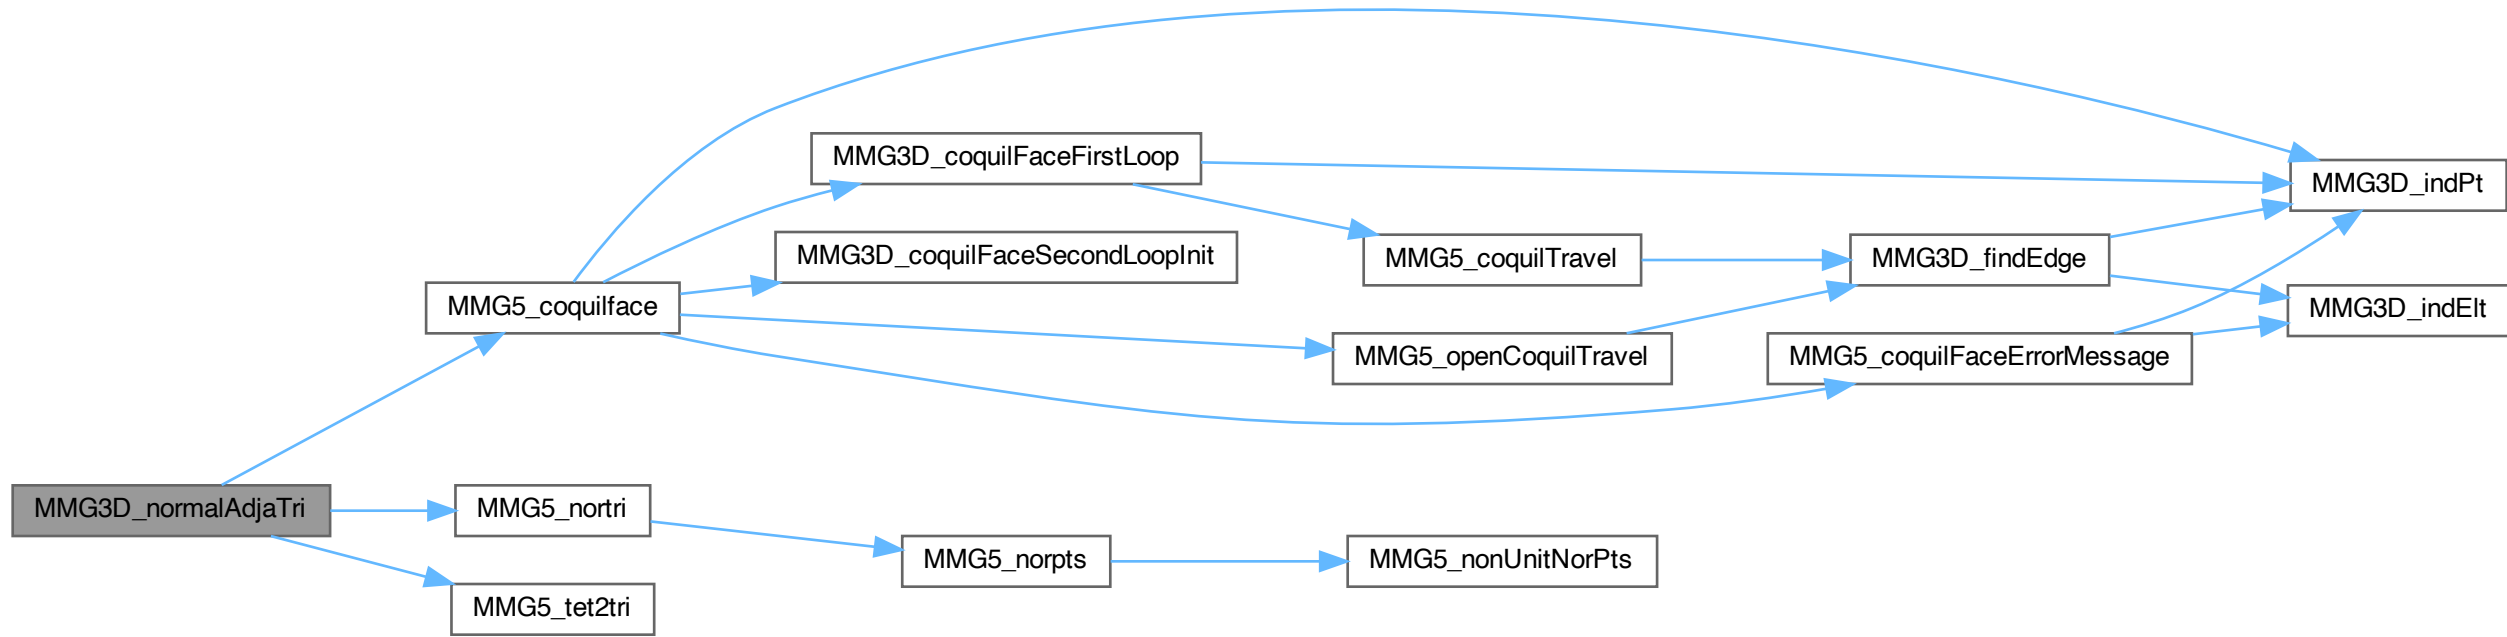 MMG3D_coquilFaceFirstLoop
MMG3D_indPt
MMG3D_coquilFaceSecondLoopInit
MMG5_coquilTravel
MMG3D_findEdge
MMG5_coquilface
MMG3D_indElt
MMG5_openCoquilTravel
MMG5_coquilFaceErrorMessage
MMG3D_normalAdjaTri
MMG5_nortri
MMG5_norpts
MMG5_nonUnitNorPts
MMG5_tet2tri